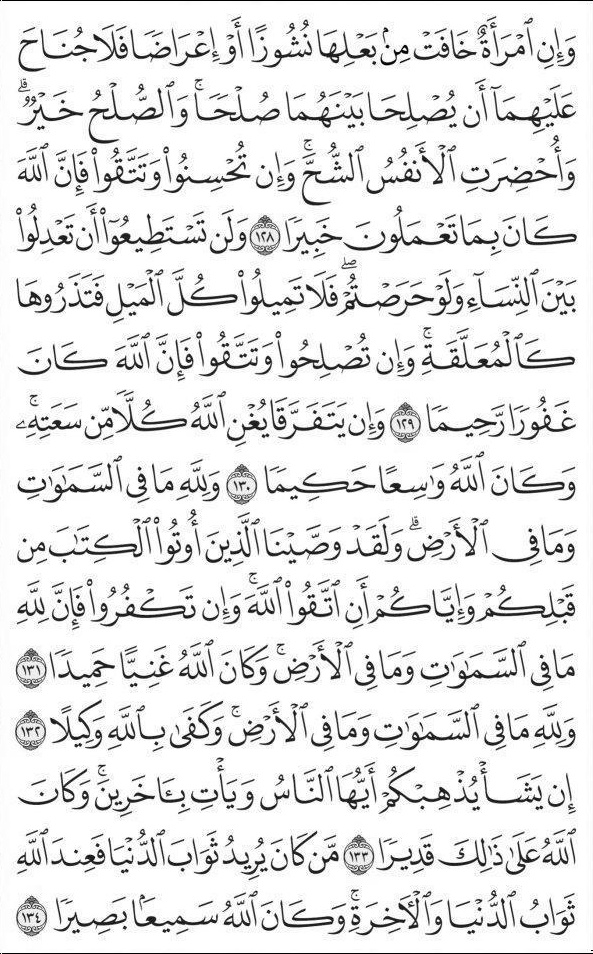 وَإِنِ ٱمۡرَأَةٌ خَافَتۡ مِنۢ بَعۡلِهَا نُشُوزًا أَوۡ إِعۡرَاضٗا فَلَا جُنَاحَ
عَلَيۡهِمَآ أَن يُصۡلِحَا بَيۡنَهُمَا صُلۡحٗاۚ وَٱلصُّلۡحُ خَيۡرٞۗ
وَأُحۡضِرَتِ ٱلۡأَنفُسُ ٱلشُّحَّۚ وَإِن تُحۡسِنُواْ وَتَتَّقُواْ فَإِنَّ ٱللَّهَ
كَانَ بِمَا تَعۡمَلُونَ خَبِيرٗا ١٢٨ وَلَن تَسۡتَطِيعُوٓاْ أَن تَعۡدِلُواْ
بَيۡنَ ٱلنِّسَآءِ وَلَوۡ حَرَصۡتُمۡۖ فَلَا تَمِيلُواْ كُلَّ ٱلۡمَيۡلِ فَتَذَرُوهَا
كَٱلۡمُعَلَّقَةِۚ وَإِن تُصۡلِحُواْ وَتَتَّقُواْ فَإِنَّ ٱللَّهَ كَانَ
غَفُورٗا رَّحِيمٗا ١٢٩ وَإِن يَتَفَرَّقَا يُغۡنِ ٱللَّهُ كُلّٗا مِّن سَعَتِهِۦۚ
وَكَانَ ٱللَّهُ وَٰسِعًا حَكِيمٗا ١٣٠ وَلِلَّهِ مَا فِي ٱلسَّمَٰوَٰتِ
وَمَا فِي ٱلۡأَرۡضِۗ وَلَقَدۡ وَصَّيۡنَا ٱلَّذِينَ أُوتُواْ ٱلۡكِتَٰبَ مِن
قَبۡلِكُمۡ وَإِيَّاكُمۡ أَنِ ٱتَّقُواْ ٱللَّهَۚ وَإِن تَكۡفُرُواْ فَإِنَّ لِلَّهِ
مَا فِي ٱلسَّمَٰوَٰتِ وَمَا فِي ٱلۡأَرۡضِۚ وَكَانَ ٱللَّهُ غَنِيًّا حَمِيدٗا ١٣١
وَلِلَّهِ مَا فِي ٱلسَّمَٰوَٰتِ وَمَا فِي ٱلۡأَرۡضِۚ وَكَفَىٰ بِٱللَّهِ وَكِيلًا ١٣٢
إِن يَشَأۡ يُذۡهِبۡكُمۡ أَيُّهَا ٱلنَّاسُ وَيَأۡتِ بِـَٔاخَرِينَۚ وَكَانَ
ٱللَّهُ عَلَىٰ ذَٰلِكَ قَدِيرٗا ١٣٣ مَّن كَانَ يُرِيدُ ثَوَابَ ٱلدُّنۡيَا فَعِندَ ٱللَّهِ
ثَوَابُ ٱلدُّنۡيَا وَٱلۡأٓخِرَةِۚ وَكَانَ ٱللَّهُ سَمِيعَۢا بَصِيرٗا ١٣٤